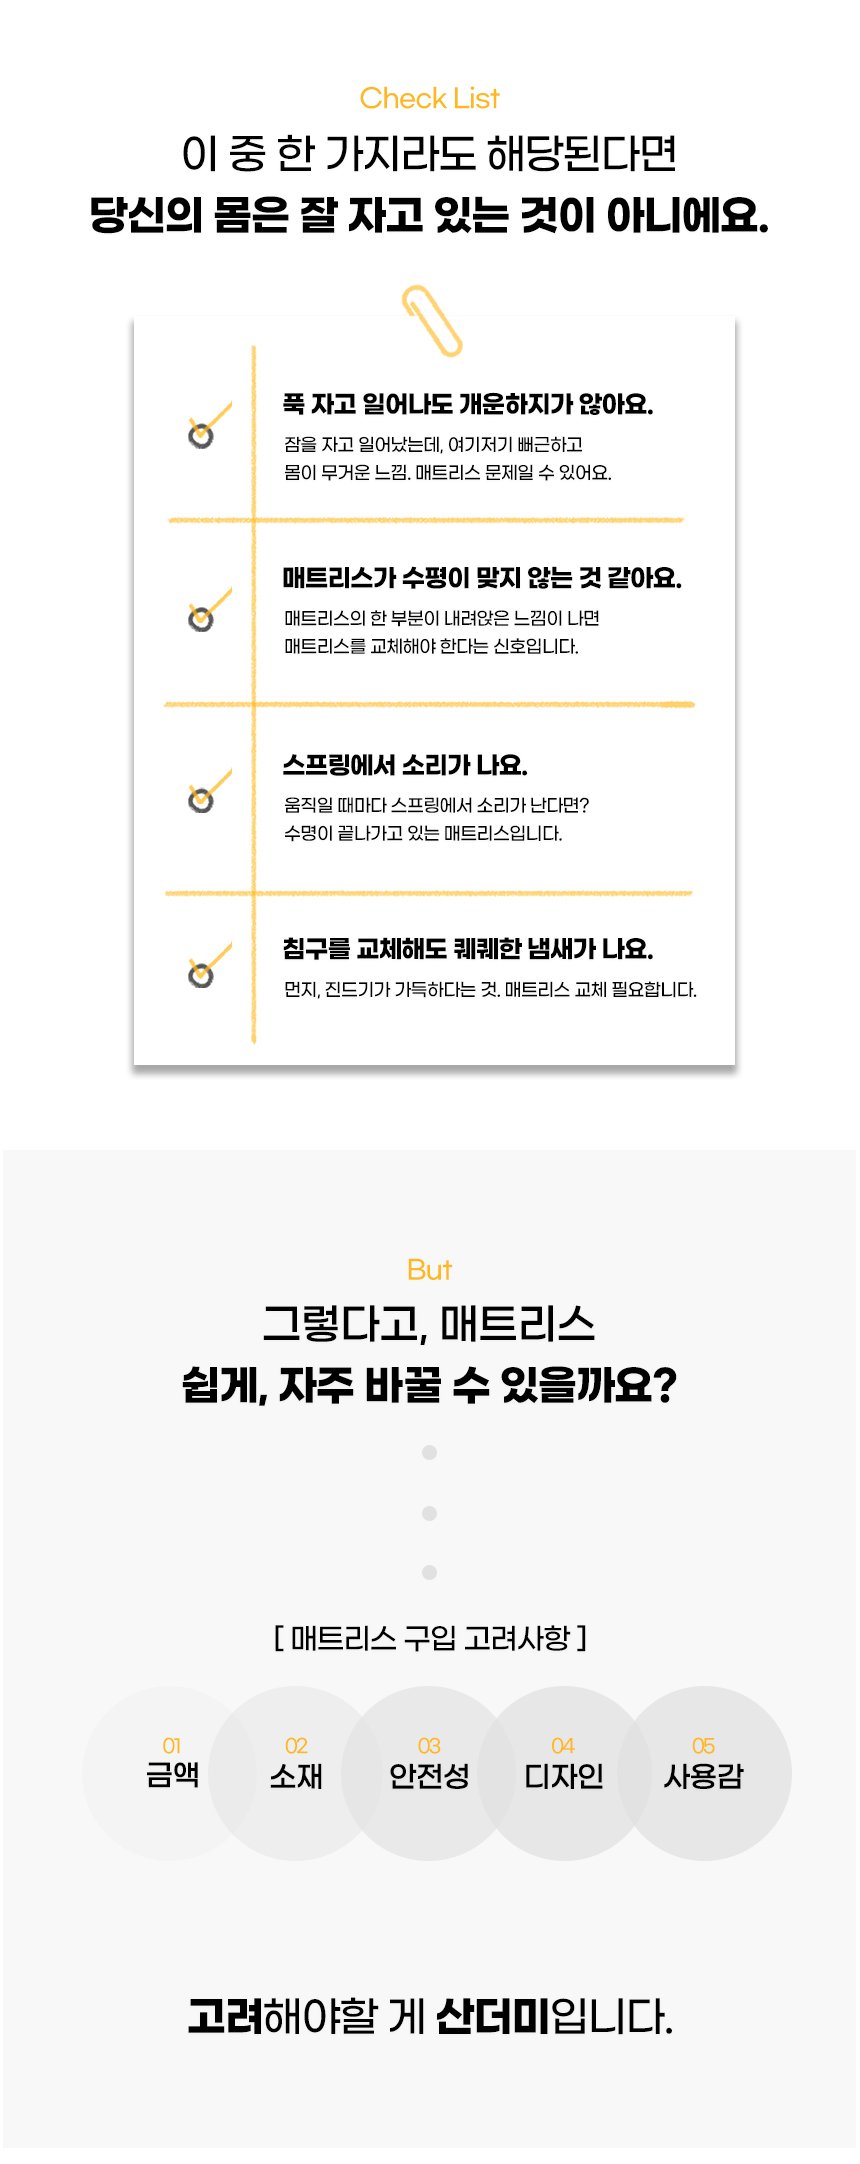 Check List
이 중 한 가지라도 해당된다면
당신의 몸은 잘 자고 있는 것이 아니에요.
푹 자고 일어나도 개운하지가 않아요.
잠을 자고 일어났는데, 여기저기 뻐근하고
몸이 무거운 느낌. 매트리스 문제일 수 있어요.
매트리스가 수평이 맞지 않는 것 같아요.
매트리스의 한 부분이 내려앉은 느낌이 나면
매트리스를 교체해야 한다는 신호입니다.
스프링에서 소리가 나요.
움직일 때마다 스프링에서 소리가 난다면?
수명이 끝나가고 있는 매트리스입니다.
침구를 교체해도 퀘퀘한 냄새가 나요.
먼지, 진드기가 가득하다는 것. 매트리스 교체 필요합니다.
But
그렇다고, 매트리스
쉽게, 자주 바꿀 수 있을까요?
[ 매트리스 구입 고려사항 ]
01
금액
02
소재
03
안전성
04
디자인
05
사용감
고려해야할 게 산더미입니다.